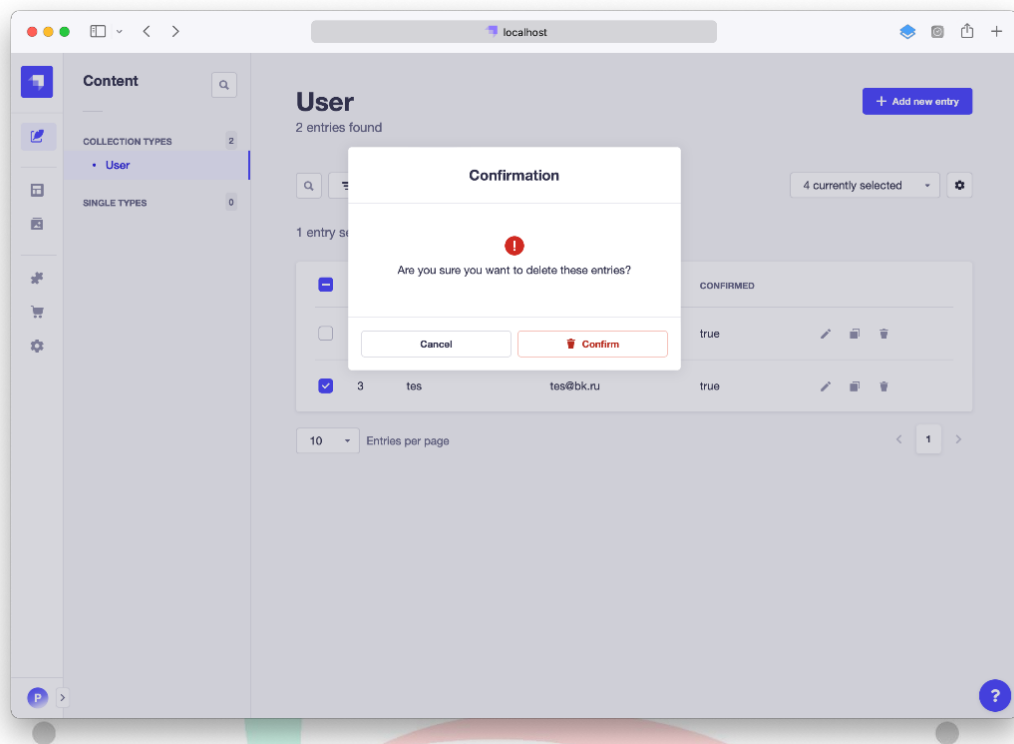 localhost
Content
COLLECTION TYPES 2
User
SINGLE TYPES 0
User
2 entries found
+ Add new entry
4 currently selected
1 entry se
Confirmation
Are you sure you want to delete these entries?
Cancel
Confirm
CONFIRMED
true
3 tes tes@bk.ru true
10 Entries per page
1
P
?